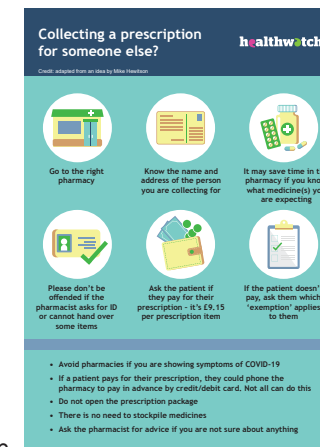 Collecting a prescription
for someone else?
healthwatch
Credit: adapted from an idea by Mike Hewitson
Go to the right
pharmacy
Know the name and
address of the person
you are collecting for
It may save time in
pharmacy if you
what medicine(s)
are expecting
Please don't be
offended if the
pharmacist asks for ID
or cannot hand over
some items
Ask the patient if
they pay for their
prescription - it's £9.15
per prescription item
If the patient doesn't
pay, ask them which
'exemption' applies
to them
• Avoid pharmacies if you are showing symptoms of COVID-19
• If a patient pays for their prescription, they could phone the
pharmacy to pay in advance by credit/debit card. Not all can do this
• Do not open the prescription package
• There is no need to stockpile medicines
• Ask the pharmacist for advice if you are not sure about anything